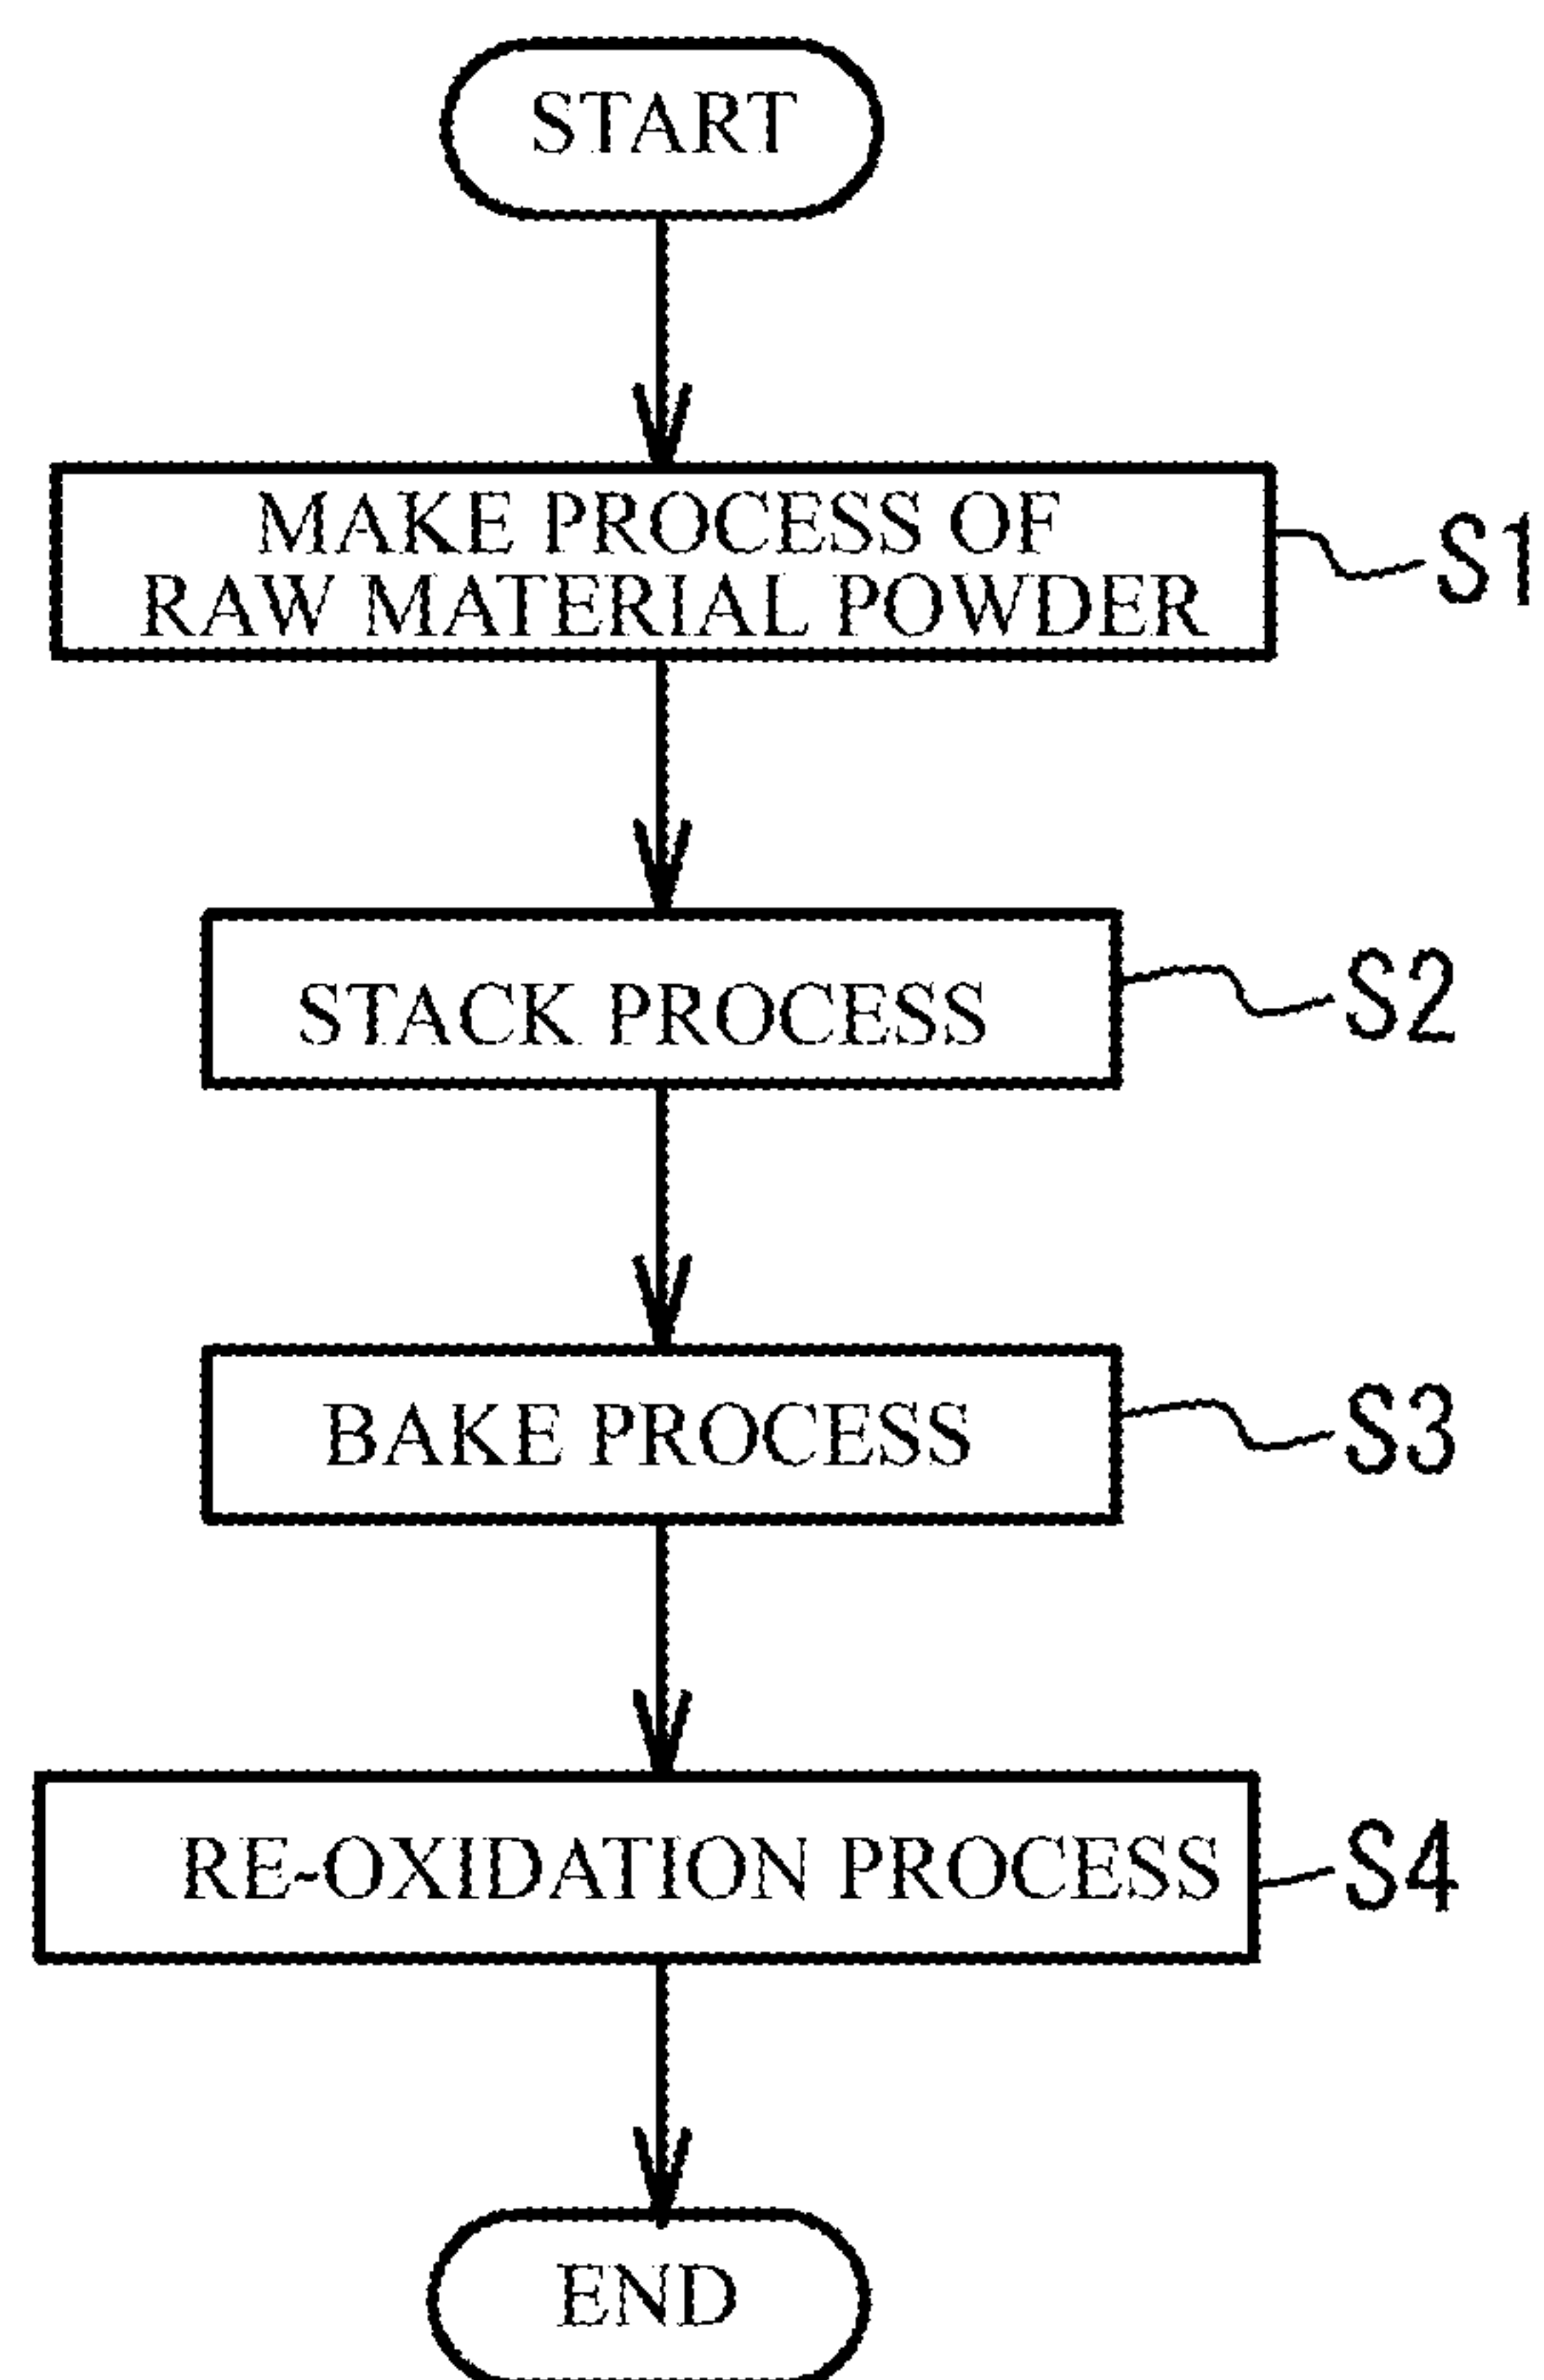 START
MAKE PROCESS OF
RAW MATERIAL POWDER
S1
STACK PROCESS
S2
BAKE PROCESS
S3
RE-OXIDATION PROCESS
S4
END